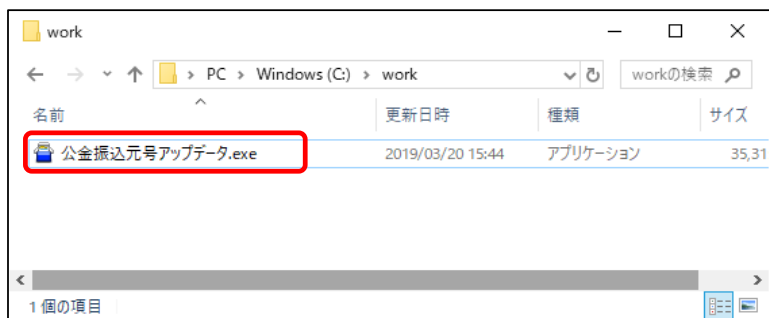 work
PC › Windows (C:) › work
workの検索
名前
更新日時
種類
サイズ
公金振込元号アップデータ.exe
2019/03/20 15:44
アプリケーション
35,31
1 個の項目